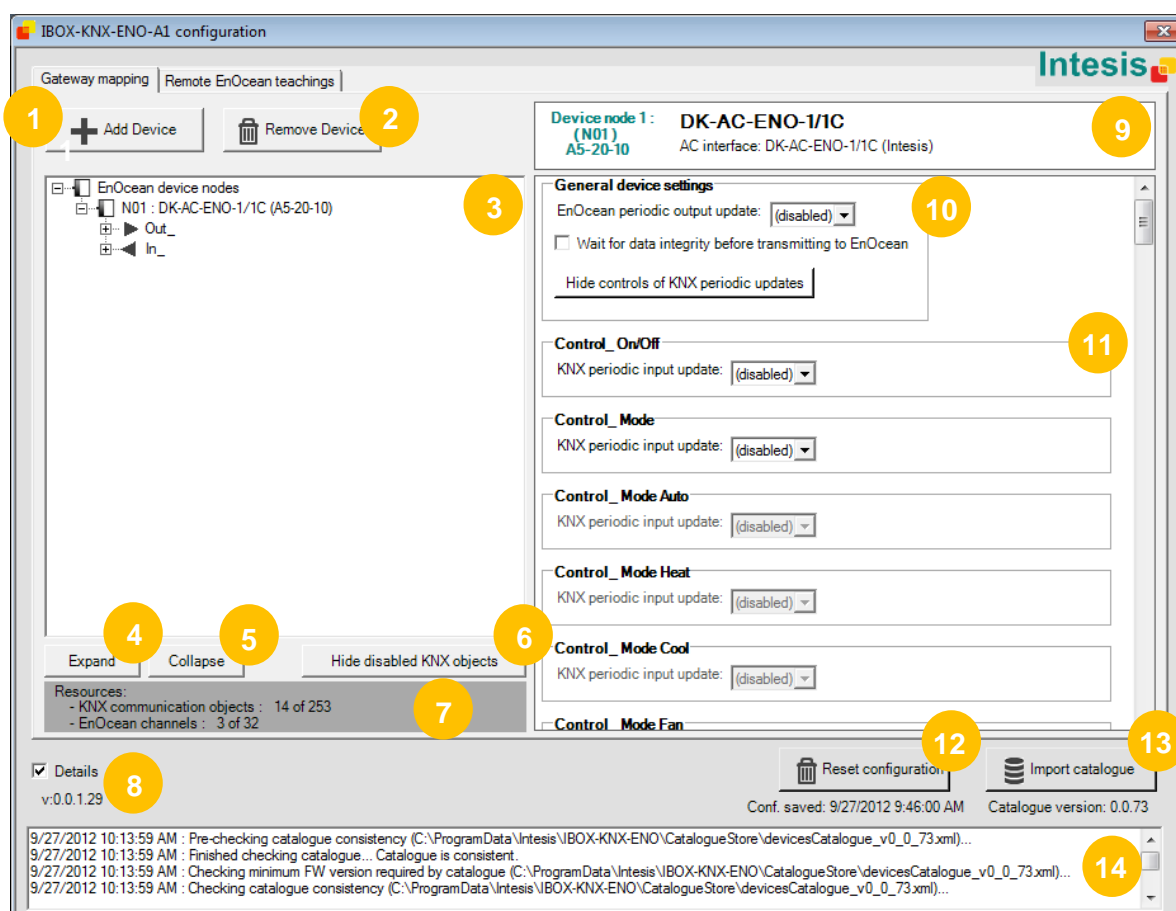 IBOX-KNX-ENO-A1 configuration
Intesis
Gateway mapping
Remote EnOcean teachings
1
Add Device
1
2
Remove Device
Device node 1 :
(N01)
A5-20-10
DK-AC-ENO-1/1C
AC interface: DK-AC-ENO-1/1C (Intesis)
9
3
EnOcean device nodes
N01 : DK-AC-ENO-1/1C (A5-20-10)
Out_
In_
General device settings
EnOcean periodic output update: (disabled)
10
Wait for data integrity before transmitting to EnOcean
Hide controls of KNX periodic updates
11
Control_ On/Off
KNX periodic input update: (disabled)
Control_ Mode
KNX periodic input update: (disabled)
Control_ Mode Auto
KNX periodic input update: (disabled)
Control_ Mode Heat
KNX periodic input update: (disabled)
Control_ Mode Cool
KNX periodic input update: (disabled)
Control_ Mode Fan
4
5
6
Expand
Collapse
Hide disabled KNX objects
Resources:
- KNX communication objects : 14 of 253
- EnOcean channels : 3 of 32
7
12
13
Details
8
v:0.0.1.29
Reset configuration
Import catalogue
Conf. saved: 9/27/2012 9:46:00 AM
Catalogue version: 0.0.73
9/27/2012 10:13:59 AM : Pre-checking catalogue consistency (C:\ProgramData\Intesis\IBOX-KNX-ENO\CatalogueStore\devicesCatalogue_v0_0_73.xml)...
9/27/2012 10:13:59 AM : Finished checking catalogue... Catalogue is consistent.
9/27/2012 10:13:59 AM : Checking minimum FW version required by catalogue (C:\ProgramData\Intesis\IBOX-KNX-ENO\CatalogueStore\devicesCatalogue_v0_0_73.xml)...
9/27/2012 10:13:59 AM : Checking catalogue consistency (C:\ProgramData\Intesis\IBOX-KNX-ENO\CatalogueStore\devicesCatalogue_v0_0_73.xml)...
14